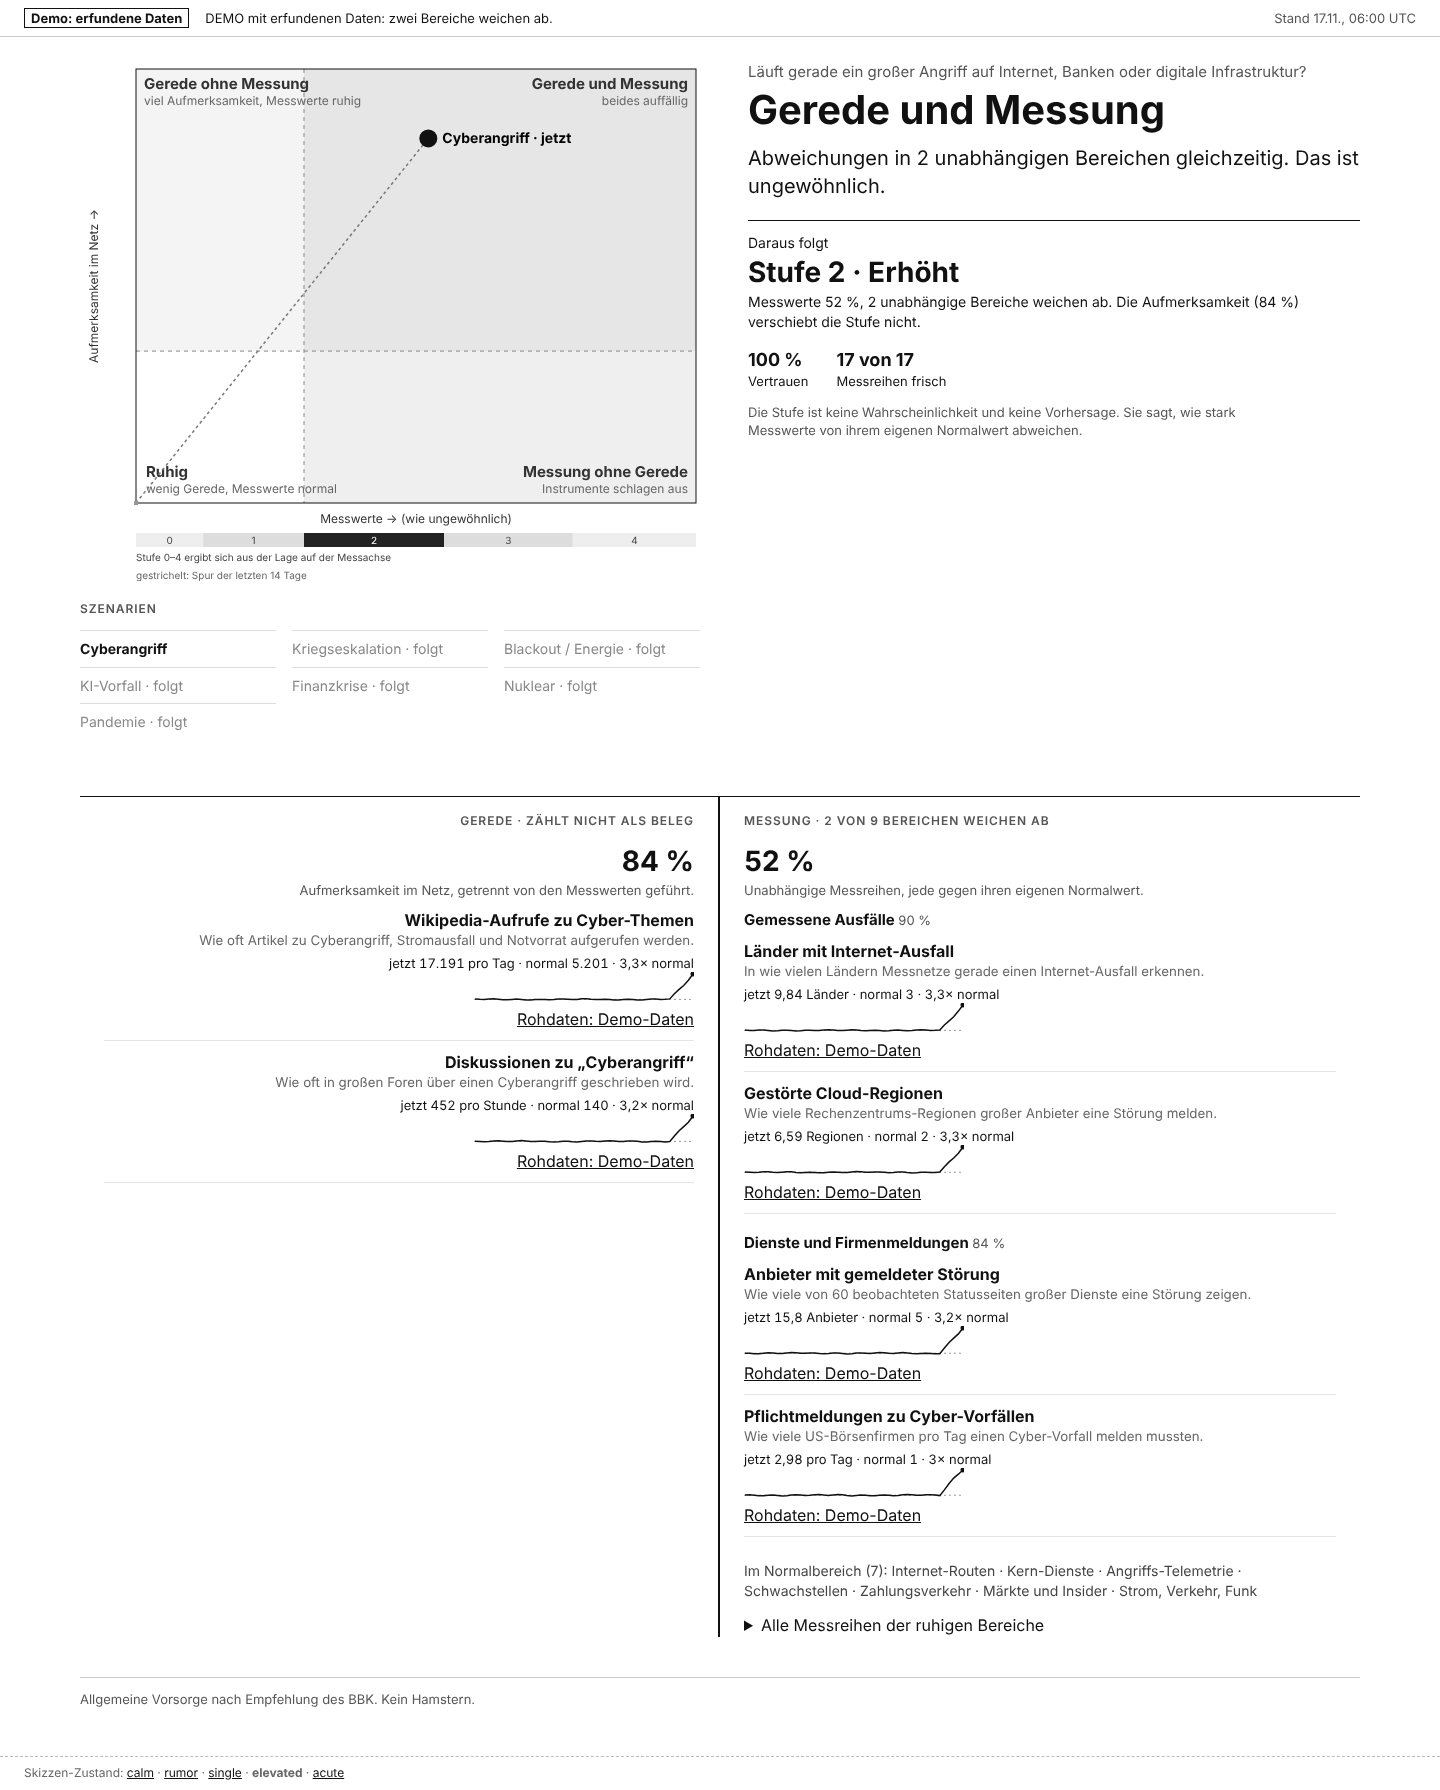 Demo: erfundene Daten
DEMO mit erfundenen Daten: zwei Bereiche weichen ab.
Stand 17.11., 06:00 UTC
Gerede ohne Messung
viel Aufmerksamkeit, Messwerte ruhig
Gerede und Messung
beides auffällig
Cyberangriff · jetzt
Aufmerksamkeit im Netz →
Ruhig
wenig Gerede, Messwerte normal
Messung ohne Gerede
Instrumente schlagen aus
Messwerte → (wie ungewöhnlich)
0 1 2 3 4
Stufe 0–4 ergibt sich aus der Lage auf der Messachse
gestrichelt: Spur der letzten 14 Tage
Läuft gerade ein großer Angriff auf Internet, Banken oder digitale Infrastruktur?
Gerede und Messung
Abweichungen in 2 unabhängigen Bereichen gleichzeitig. Das ist
ungewöhnlich.
Daraus folgt
Stufe 2 · Erhöht
Messwerte 52 %, 2 unabhängige Bereiche weichen ab. Die Aufmerksamkeit (84 %)
verschiebt die Stufe nicht.
100 %
Vertrauen
17 von 17
Messreihen frisch
Die Stufe ist keine Wahrscheinlichkeit und keine Vorhersage. Sie sagt, wie stark
Messwerte von ihrem eigenen Normalwert abweichen.
SZENARIEN
Cyberangriff
Kriegseskalation · folgt
Blackout / Energie · folgt
KI-Vorfall · folgt
Finanzkrise · folgt
Nuklear · folgt
Pandemie · folgt
GEREDE · ZÄHLT NICHT ALS BELEG
84 %
Aufmerksamkeit im Netz, getrennt von den Messwerten geführt.
Wikipedia-Aufrufe zu Cyber-Themen
Wie oft Artikel zu Cyberangriff, Stromausfall und Notvorrat aufgerufen werden.
jetzt 17.191 pro Tag · normal 5.201 · 3,3× normal
Rohdaten: Demo-Daten
Diskussionen zu „Cyberangriff“
Wie oft in großen Foren über einen Cyberangriff geschrieben wird.
jetzt 452 pro Stunde · normal 140 · 3,2× normal
Rohdaten: Demo-Daten
MESSUNG · 2 VON 9 BEREICHEN WEICHEN AB
52 %
Unabhängige Messreihen, jede gegen ihren eigenen Normalwert.
Gemessene Ausfälle 90 %
Länder mit Internet-Ausfall
In wie vielen Ländern Messnetze gerade einen Internet-Ausfall erkennen.
jetzt 9,84 Länder · normal 3 · 3,3× normal
Rohdaten: Demo-Daten
Gestörte Cloud-Regionen
Wie viele Rechenzentrums-Regionen großer Anbieter eine Störung melden.
jetzt 6,59 Regionen · normal 2 · 3,3× normal
Rohdaten: Demo-Daten
Dienste und Firmenmeldungen 84 %
Anbieter mit gemeldeter Störung
Wie viele von 60 beobachteten Statusseiten großer Dienste eine Störung zeigen.
jetzt 15,8 Anbieter · normal 5 · 3,2× normal
Rohdaten: Demo-Daten
Pflichtmeldungen zu Cyber-Vorfällen
Wie viele US-Börsenfirmen pro Tag einen Cyber-Vorfall melden mussten.
jetzt 2,98 pro Tag · normal 1 · 3× normal
Rohdaten: Demo-Daten
Im Normalbereich (7): Internet-Routen · Kern-Dienste · Angriffs-Telemetrie ·
Schwachstellen · Zahlungsverkehr · Märkte und Insider · Strom, Verkehr, Funk
▶ Alle Messreihen der ruhigen Bereiche
Allgemeine Vorsorge nach Empfehlung des BBK. Kein Hamstern.
Skizzen-Zustand: calm · rumor · single · elevated · acute